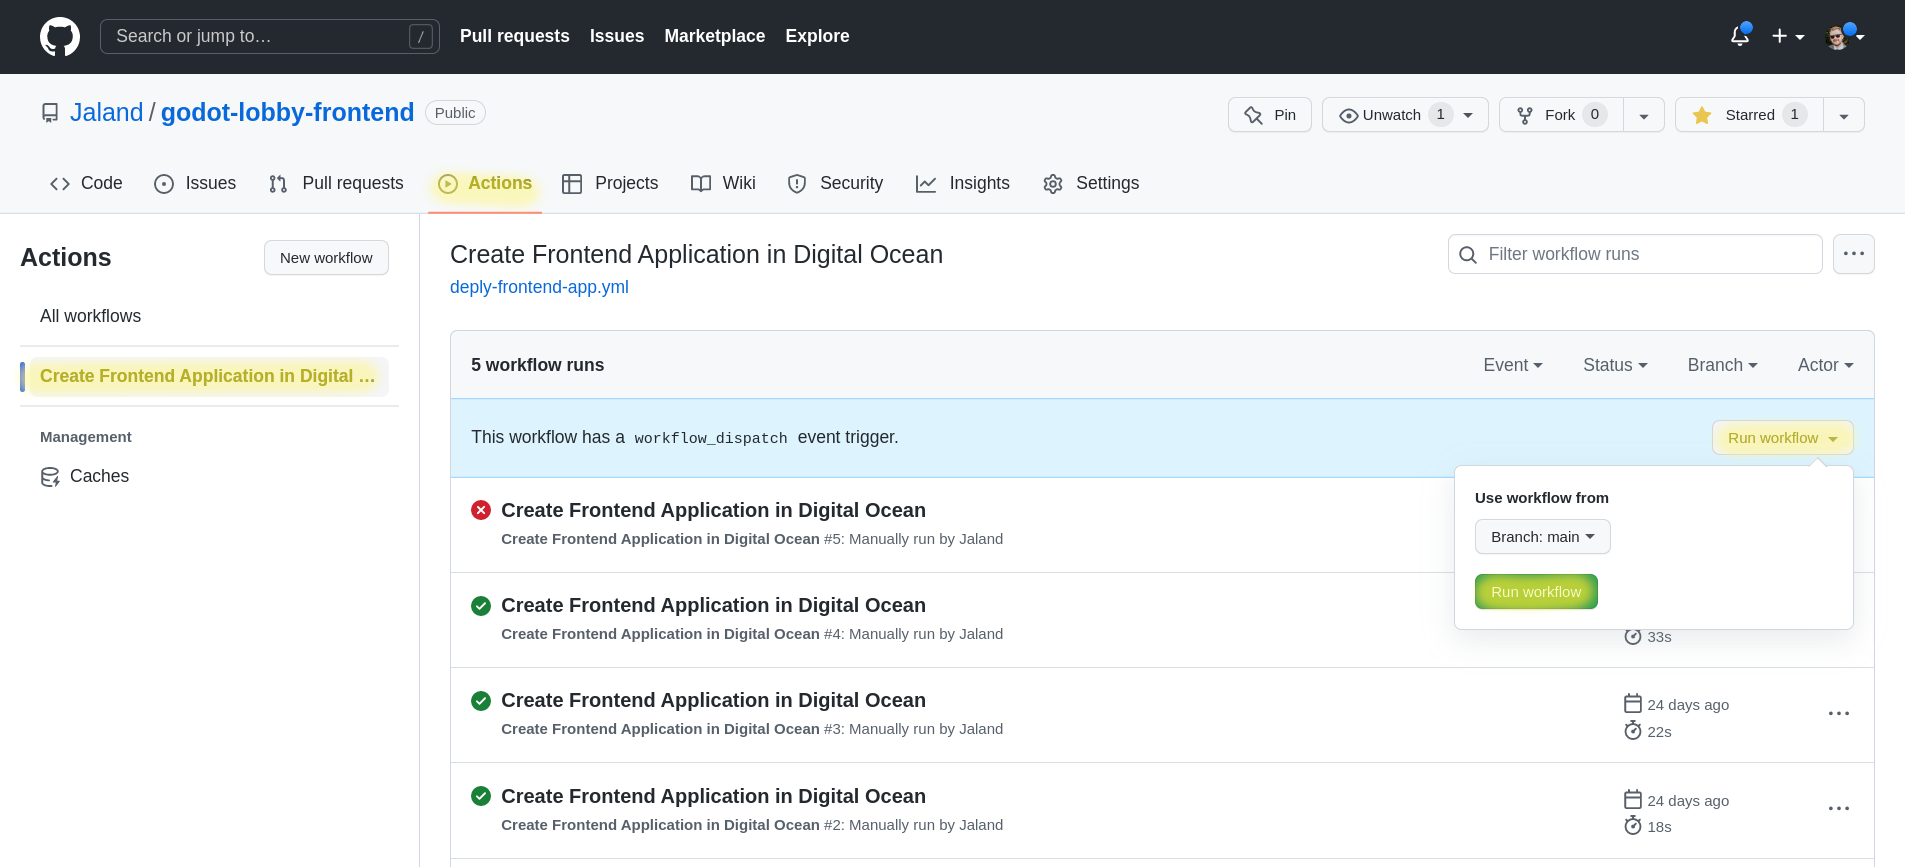 Search or jump to… /
Pull requests Issues Marketplace Explore
Jaland / godot-lobby-frontend Public
Pin Unwatch 1 Fork 0 Starred 1
Code Issues Pull requests Actions Projects Wiki Security Insights Settings
Actions
New workflow
All workflows
Create Frontend Application in Digital …
Management
Caches
Create Frontend Application in Digital Ocean
deply-frontend-app.yml
Filter workflow runs
5 workflow runs
Event Status Branch Actor
This workflow has a workflow_dispatch event trigger.
Run workflow
Use workflow from
Branch: main
Run workflow
Create Frontend Application in Digital Ocean
Create Frontend Application in Digital Ocean #5: Manually run by Jaland
Create Frontend Application in Digital Ocean
Create Frontend Application in Digital Ocean #4: Manually run by Jaland
33s
Create Frontend Application in Digital Ocean
Create Frontend Application in Digital Ocean #3: Manually run by Jaland
24 days ago
22s
Create Frontend Application in Digital Ocean
Create Frontend Application in Digital Ocean #2: Manually run by Jaland
24 days ago
18s